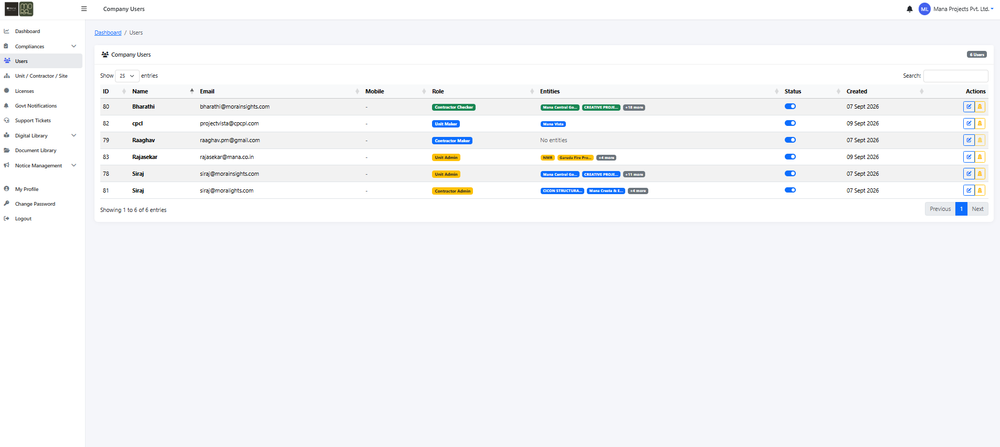 MANA
MORA
Company Users
ML Mana Projects Pvt. Ltd.
Dashboard
Compliances
Users
Unit / Contractor / Site
Licenses
Govt Notifications
Support Tickets
Digital Library
Document Library
Notice Management
My Profile
Change Password
Logout
Dashboard / Users
Company Users
6 Users
Show 25 entries
Search:
ID Name Email Mobile Role Entities Status Created Actions
80 Bharathi bharathi@morainsights.com - Contractor Checker Mana Central Go... CREATIVE PROJE... +18 more 07 Sept 2026
82 cpcl projectvista@cpcpl.com - Unit Maker Mana Vista 09 Sept 2026
79 Raaghav raaghav.pm@gmail.com - Contractor Maker No entities 07 Sept 2026
83 Rajasekar rajasekar@mana.co.in - Unit Admin NMR Garuda Fire Pro... +4 more 09 Sept 2026
78 Siraj siraj@morainsights.com - Unit Admin Mana Central Go... CREATIVE PROJE... +11 more 07 Sept 2026
81 Siraj siraj@moralights.com - Contractor Admin CICON STRUCTURA... Mana Cresta & E... +4 more 07 Sept 2026
Showing 1 to 6 of 6 entries
Previous 1 Next